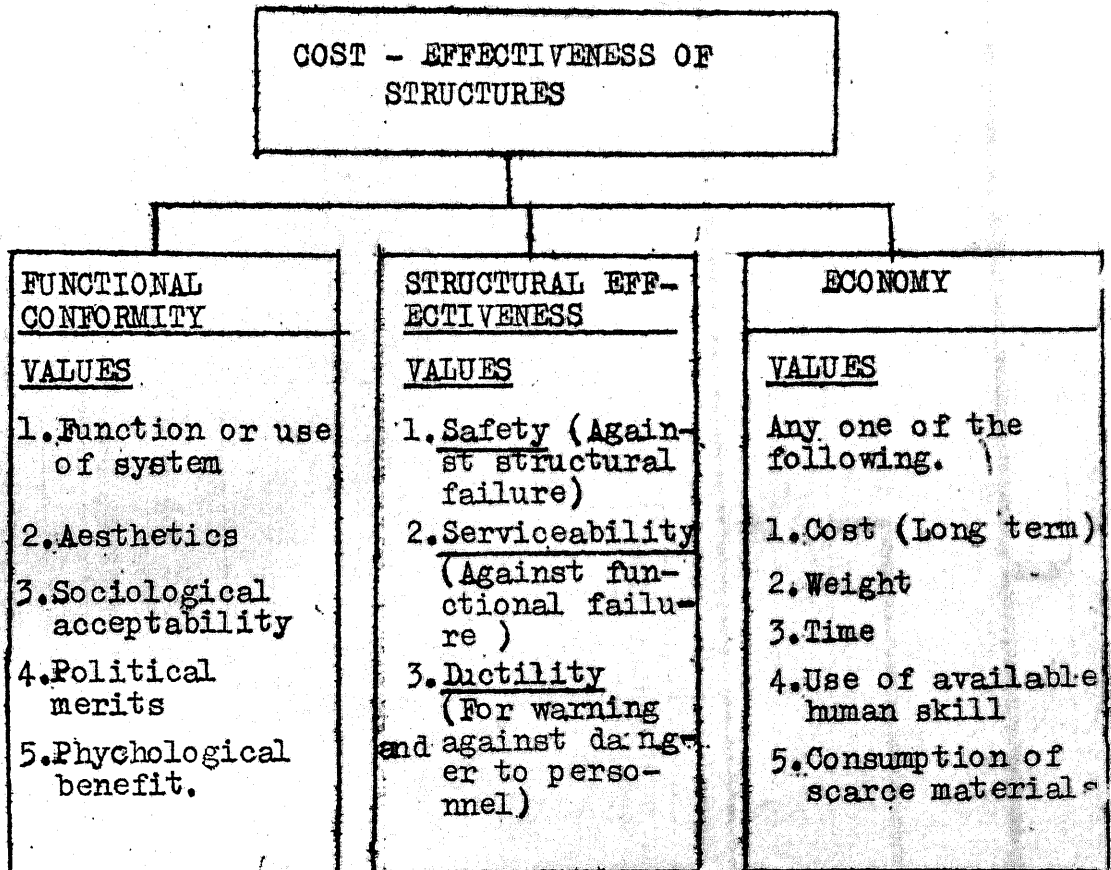 COST - EFFECTIVENESS OF
STRUCTURES
FUNCTIONAL
CONFORMITY
VALUES
1.Function or use
of system
2.Aesthetics
3.Sociological
acceptability
4.Political
merits
5.Phychological
benefit.
STRUCTURAL EFF-
ECTIVENESS
VALUES
1.Safety (Again-
st structural
failure)
2.Serviceability
(Against fun-
ctional failu-
re )
3.Ductility
(For warning
and against dang-
er to perso-
nnel)
ECONOMY
VALUES
Any one of the
following.
1.Cost (Long term)
2.Weight
3.Time
4.Use of available
human skill
5.Consumption of
scarce material